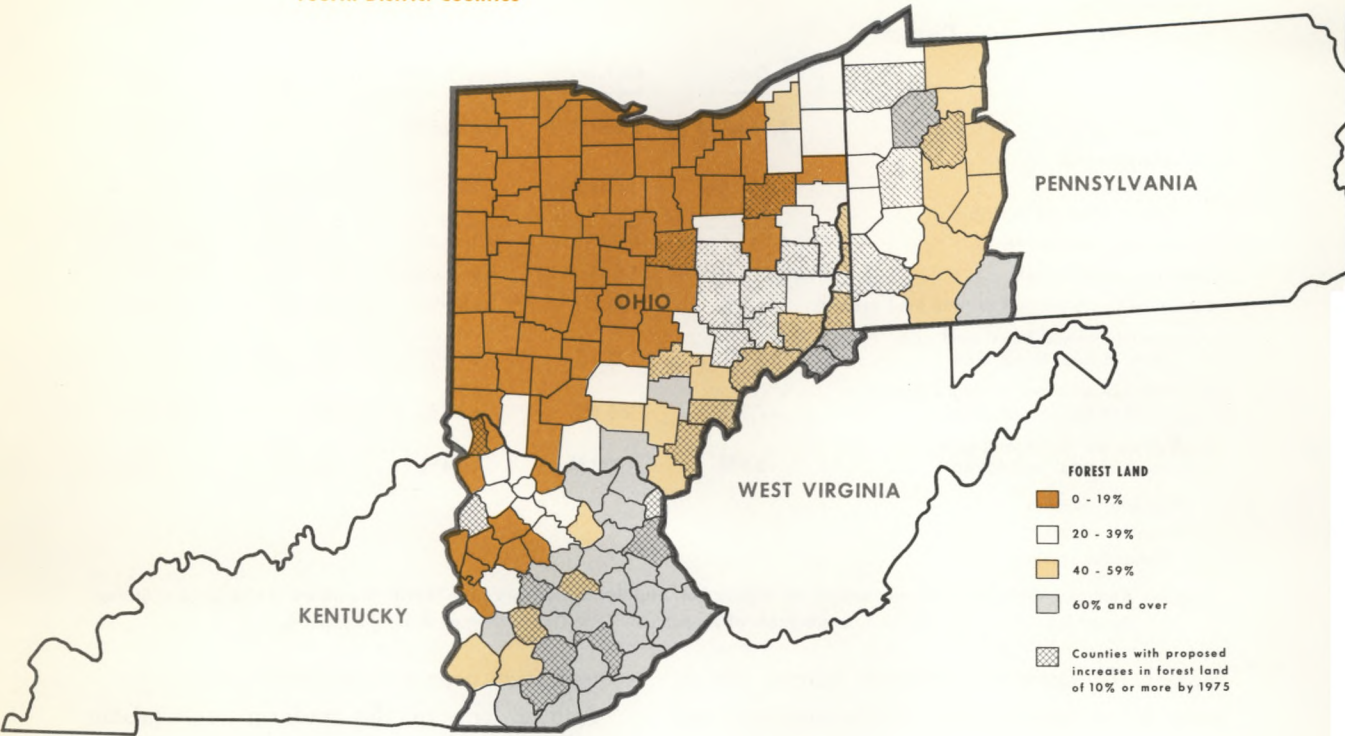 PENNSYLVANIA
OHIO
WEST VIRGINIA
KENTUCKY
FOREST LAND
0 - 19%
20 - 39%
40 - 59%
60% and over
Counties with proposed
increases in forest land
of 10% or more by 1975